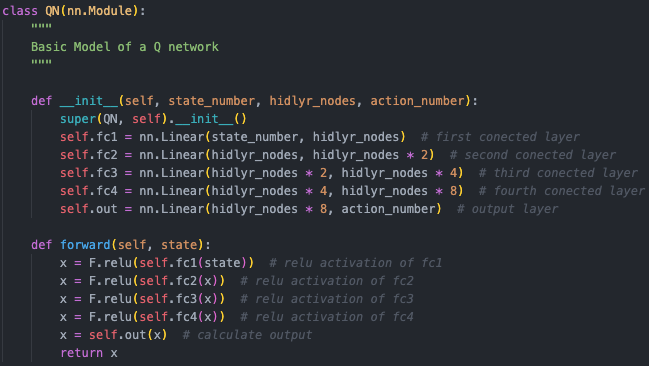 class QN(nn.Module):
    """
    Basic Model of a Q network
    """

    def __init__(self, state_number, hidlyr_nodes, action_number):
        super(QN, self).__init__()
        self.fc1 = nn.Linear(state_number, hidlyr_nodes)  # first conected layer
        self.fc2 = nn.Linear(hidlyr_nodes, hidlyr_nodes * 2)  # second conected layer
        self.fc3 = nn.Linear(hidlyr_nodes * 2, hidlyr_nodes * 4)  # third conected layer
        self.fc4 = nn.Linear(hidlyr_nodes * 4, hidlyr_nodes * 8)  # fourth conected layer
        self.out = nn.Linear(hidlyr_nodes * 8, action_number)  # output layer

    def forward(self, state):
        x = F.relu(self.fc1(state))  # relu activation of fc1
        x = F.relu(self.fc2(x))  # relu activation of fc2
        x = F.relu(self.fc3(x))  # relu activation of fc3
        x = F.relu(self.fc4(x))  # relu activation of fc4
        x = self.out(x)  # calculate output
        return x